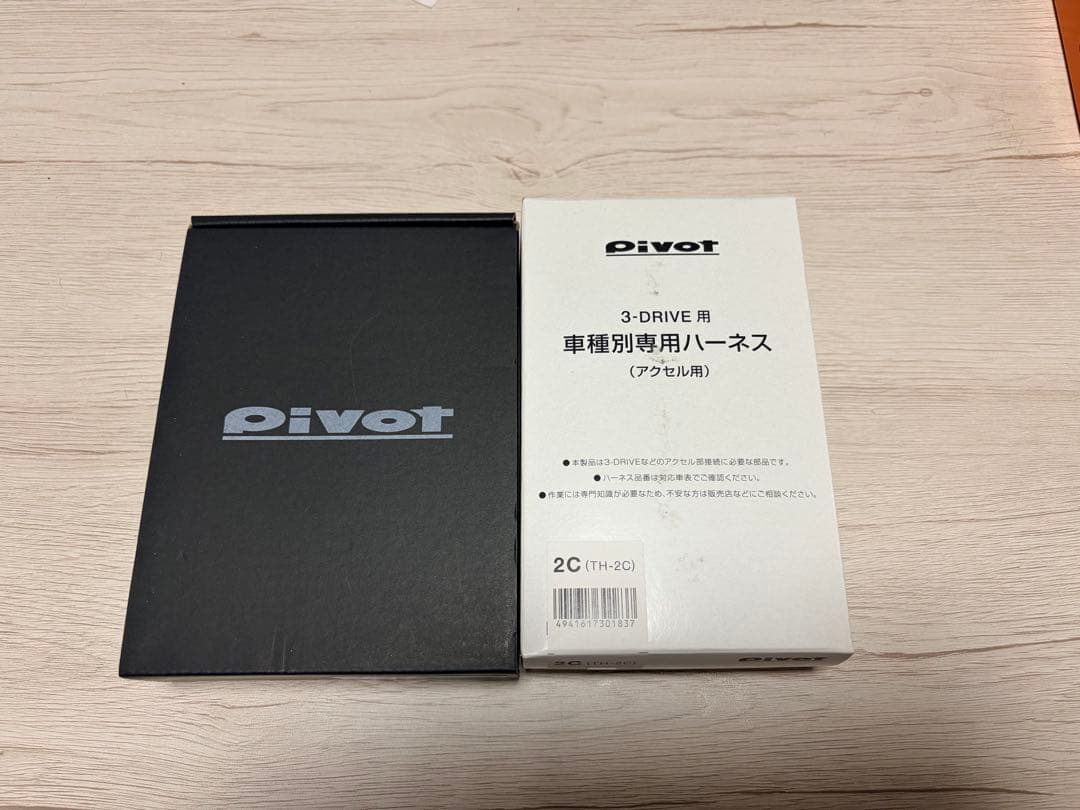 Pivot
Pivot
3-DRIVE 用
車種別専用ハーネス
（アクセル用）
●本製品は3-DRIVEなどのアクセル部接続に必要な部品です。
●ハーネス品番は対応車表でご確認ください。
●作業には専門知識が必要なため、不安な方は販売店などにご相談ください。
2C (TH-2C)
4941617301837
2C (TH-2C)
Pivot